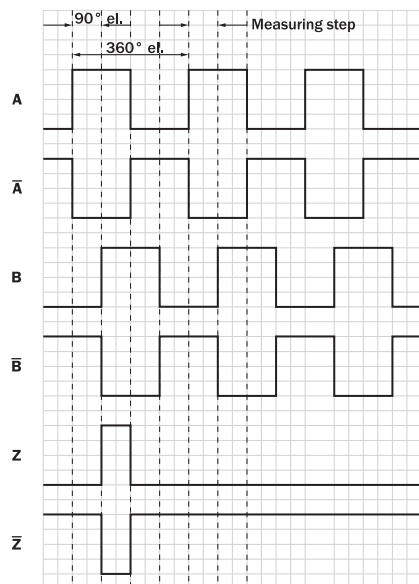 90° el.
Measuring step
360° el.
A
A̅
B
B̅
Z
Z̅